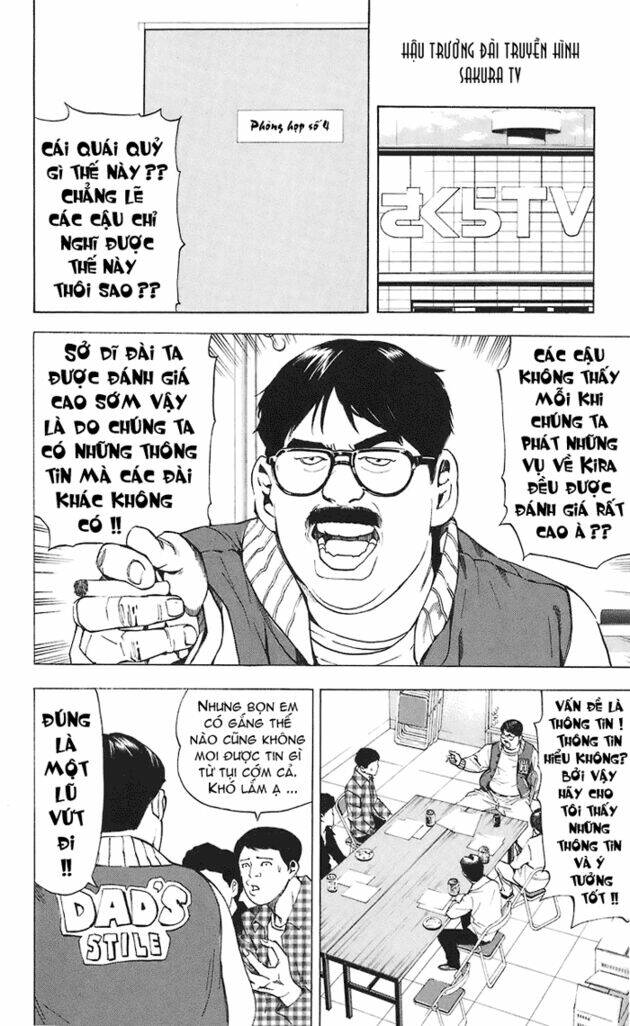 HẬU TRƯỜNG ĐÀI TRUYỀN HÌNH
SAKURA TV
さくらTV
Phòng họp số 4
CÁI QUÁI QUỶ
GÌ THẾ NÀY??
CHẲNG LẼ
CÁC CẬU CHỈ
NGHĨ ĐƯỢC
THẾ NÀY
THÔI SAO??
CÁC CẬU
KHÔNG THẤY
MỖI KHI
CHÚNG TA
PHÁT NHỮNG
VỤ VỀ KIRA
ĐỀU ĐƯỢC
ĐÁNH GIÁ RẤT
CAO À??
SỞ DĨ ĐÀI TA
ĐƯỢC ĐÁNH GIÁ
CAO SỚM VẬY
LÀ DO CHÚNG TA
CÓ NHỮNG THÔNG
TIN MÀ CÁC ĐÀI
KHÁC KHÔNG
CÓ!!
VẤN ĐỀ LÀ
THÔNG TIN!
THÔNG TIN
HIỂU KHÔNG?
BỞI VẬY
HÃY CHO
TÔI THẤY
NHỮNG
THÔNG TIN
VÀ Ý
TƯỞNG
TỐT!!
NHƯNG BỌN EM
CÓ GẮNG THẾ
NÀO CŨNG KHÔNG
MOI ĐƯỢC TIN GÌ
TỪ TỤI CỚM CẢ.
KHÓ LẮM Ạ...
ĐÚNG
LÀ MỘT
LŨ
VỨT
ĐI
!!
DAD'S
STILE